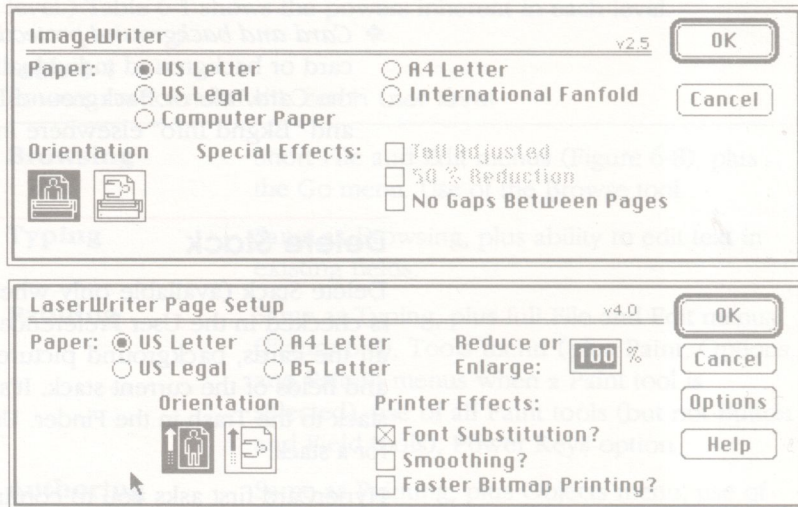 ImageWriter v2.5 OK
Paper: US Letter A4 Letter
US Legal International Fanfold Cancel
Computer Paper
Orientation Special Effects: Tall Adjusted
50 % Reduction
No Gaps Between Pages
LaserWriter Page Setup v4.0 OK
Paper: US Letter A4 Letter Reduce or 100 %
US Legal B5 Letter Enlarge: Cancel
Orientation Printer Effects: Options
Font Substitution?
Smoothing? Help
Faster Bitmap Printing?